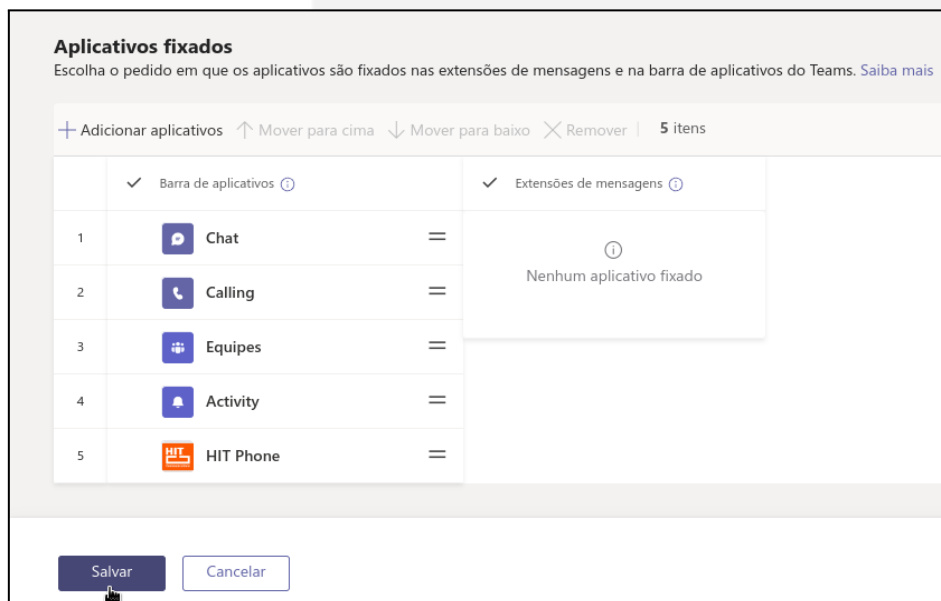 Aplicativos fixados
Escolha o pedido em que os aplicativos são fixados nas extensões de mensagens e na barra de aplicativos do Teams. Saiba mais
Adicionar aplicativos Mover para cima Mover para baixo Remover 5 itens
Barra de aplicativos Extensões de mensagens
1 Chat
Nenhum aplicativo fixado
2 Calling
3 Equipes
4 Activity
5 HIT HIT Phone
Salvar Cancelar